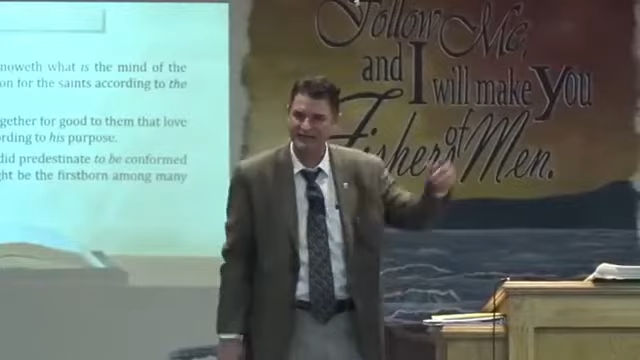 noweth what is the mind of the
on for the saints according to the
gether for good to them that love
rding to his purpose.
did predestinate to be conformed
ght be the firstborn among many
Follow Me,
and I will make you
Fishers of Men.